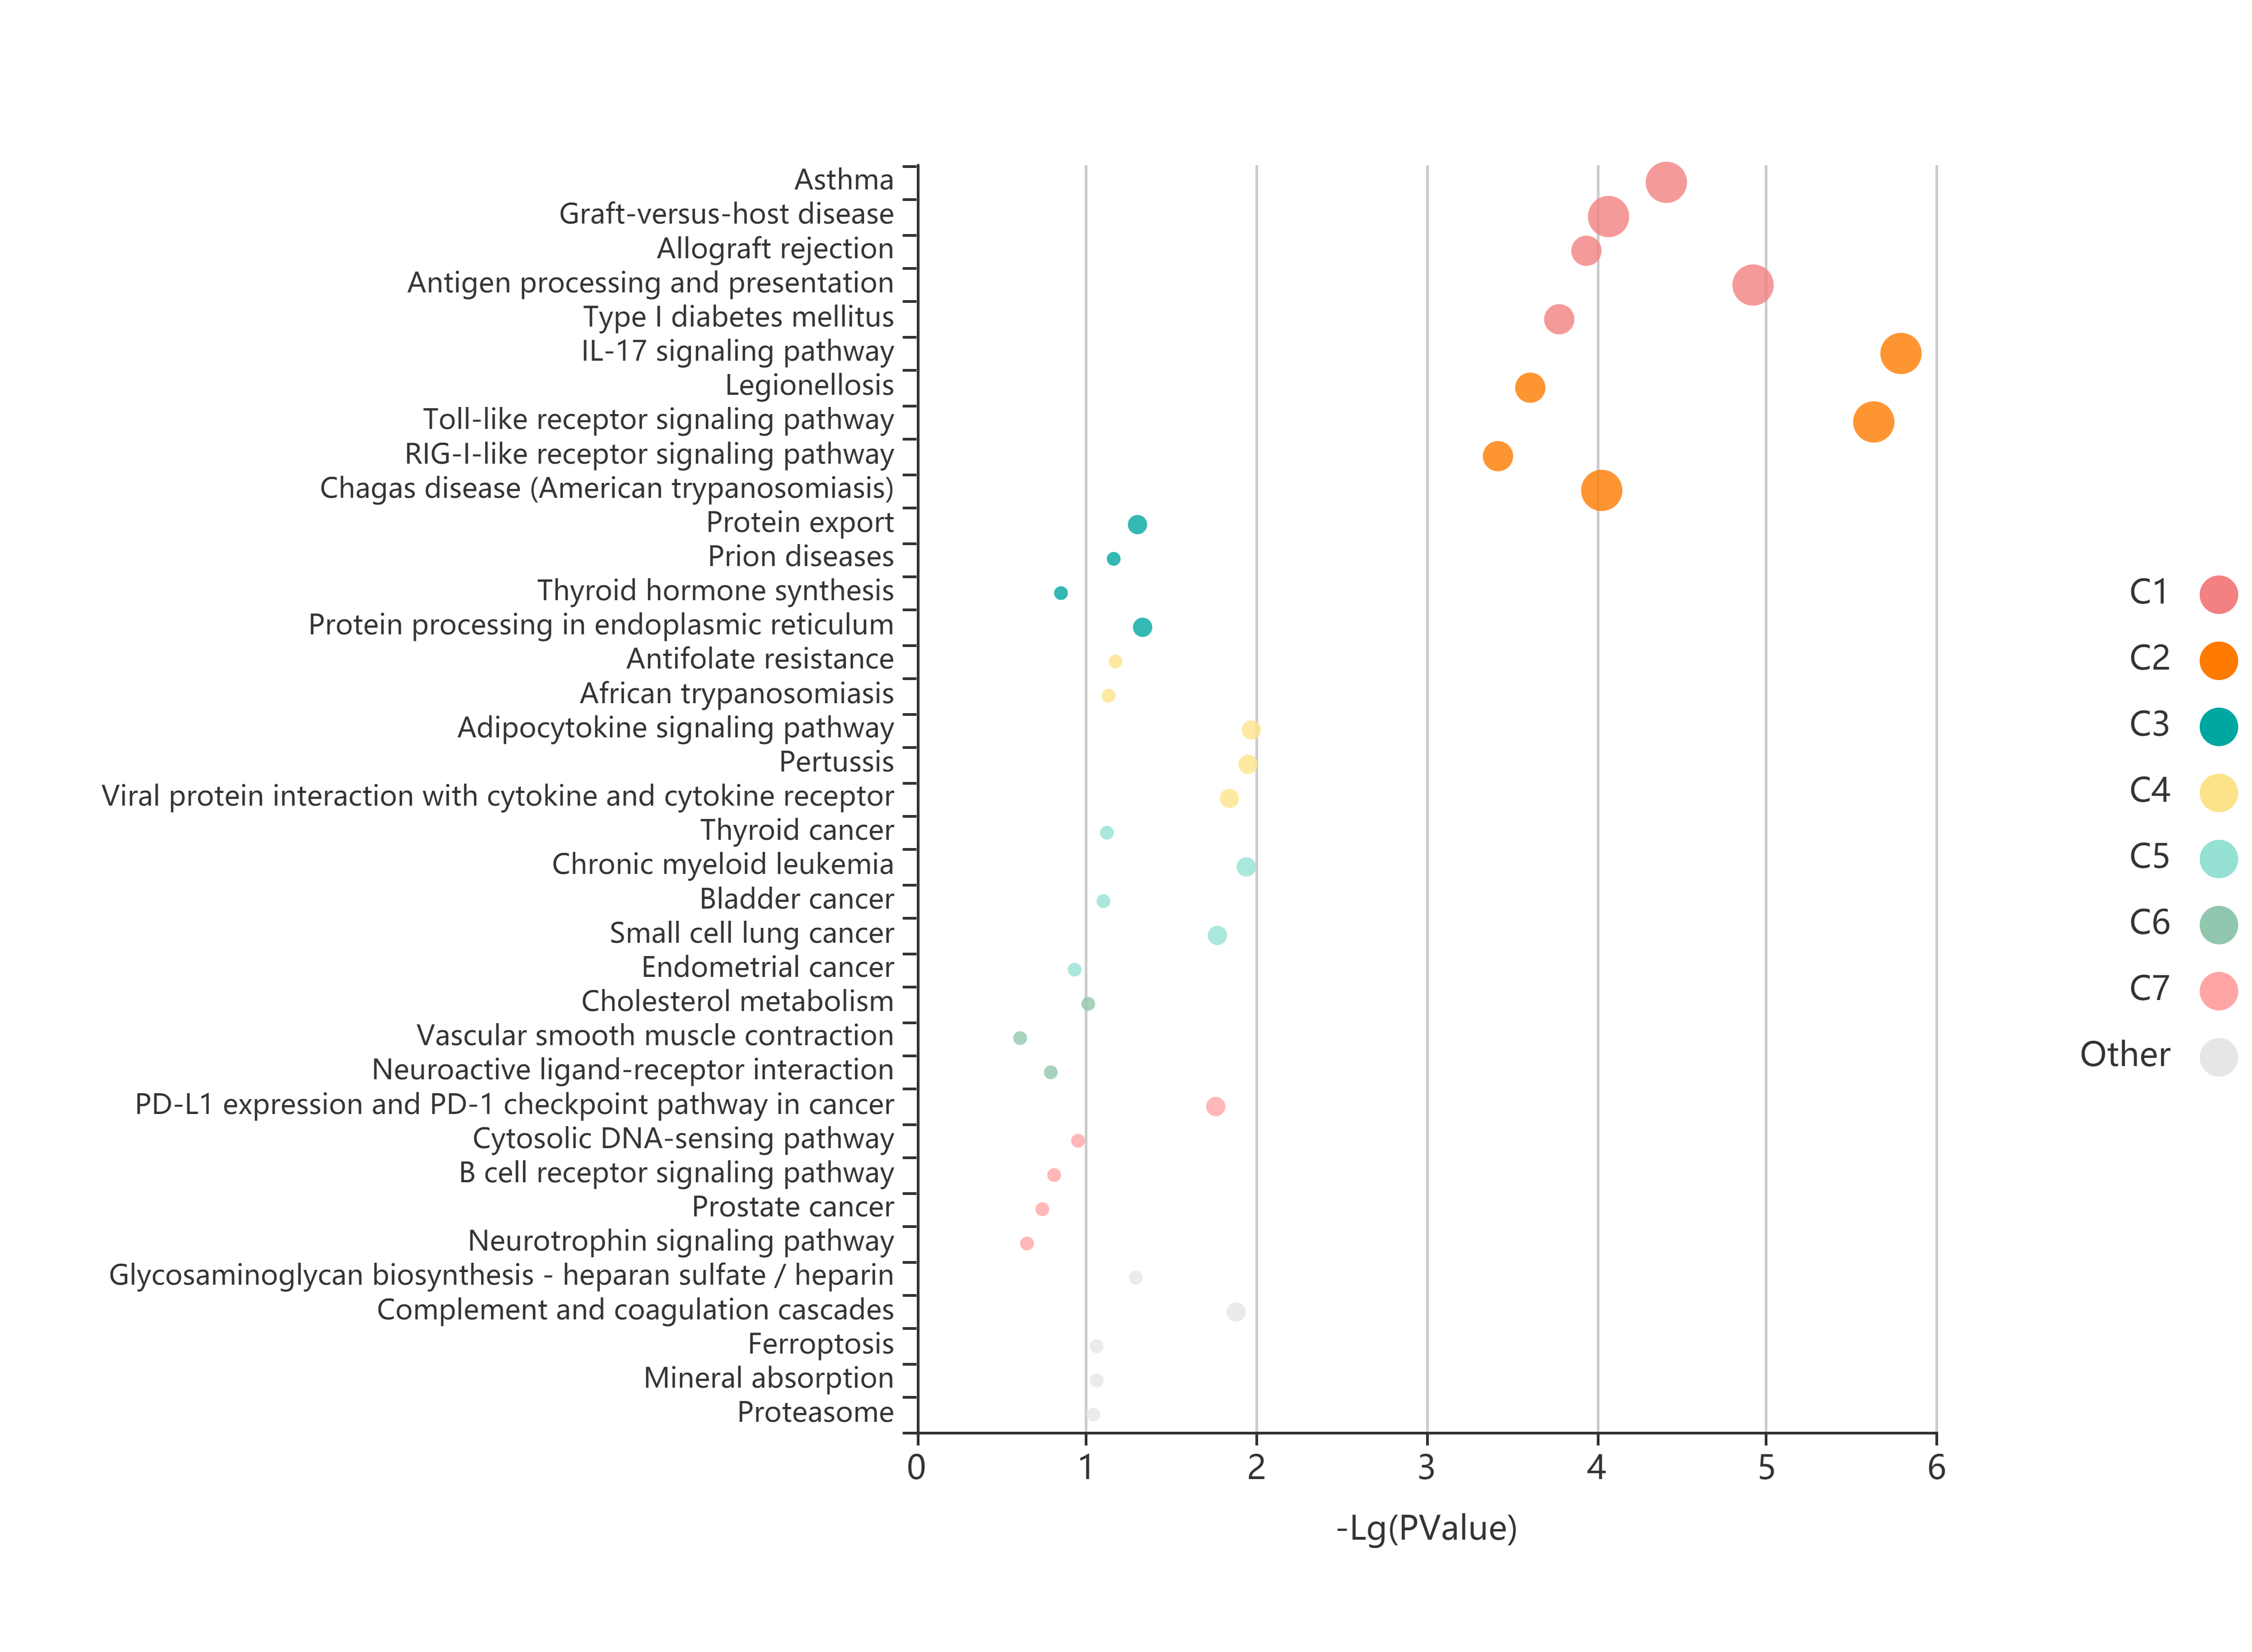 Asthma
Graft-versus-host disease
Allograft rejection
Antigen processing and presentation
Type I diabetes mellitus
IL-17 signaling pathway
Legionellosis
Toll-like receptor signaling pathway
RIG-I-like receptor signaling pathway
Chagas disease (American trypanosomiasis)
Protein export
Prion diseases
Thyroid hormone synthesis
Protein processing in endoplasmic reticulum
Antifolate resistance
African trypanosomiasis
Adipocytokine signaling pathway
Pertussis
Viral protein interaction with cytokine and cytokine receptor
Thyroid cancer
Chronic myeloid leukemia
Bladder cancer
Small cell lung cancer
Endometrial cancer
Cholesterol metabolism
Vascular smooth muscle contraction
Neuroactive ligand-receptor interaction
PD-L1 expression and PD-1 checkpoint pathway in cancer
Cytosolic DNA-sensing pathway
B cell receptor signaling pathway
Prostate cancer
Neurotrophin signaling pathway
Glycosaminoglycan biosynthesis - heparan sulfate / heparin
Complement and coagulation cascades
Ferroptosis
Mineral absorption
Proteasome
0 1 2 3 4 5 6
-Lg(PValue)
C1
C2
C3
C4
C5
C6
C7
Other